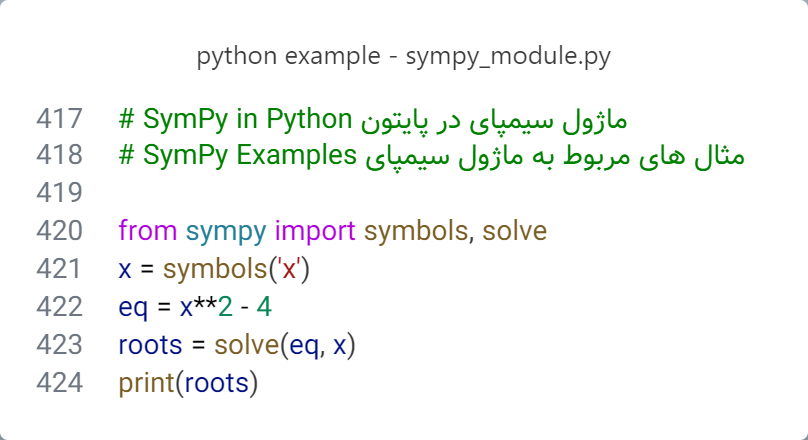 python example - sympy_module.py
417 # SymPy in Python ماژول سیمپای در پایتون
418 # SymPy Examples مثال های مربوط به ماژول سیمپای
419
420 from sympy import symbols, solve
421 x = symbols('x')
422 eq = x**2 - 4
423 roots = solve(eq, x)
424 print(roots)